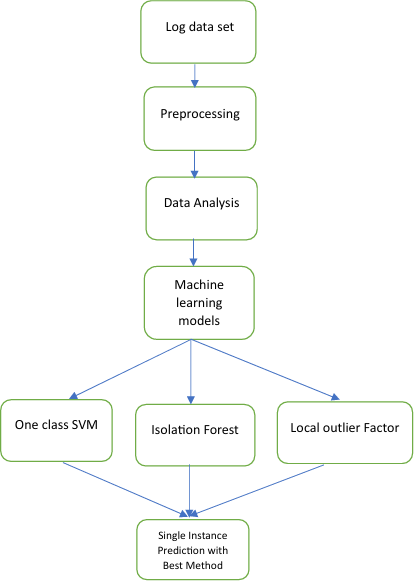 Log data set
Preprocessing
Data Analysis
Machine
learning
models
One class SVM
Isolation Forest
Local outlier Factor
Single Instance
Prediction with
Best Method